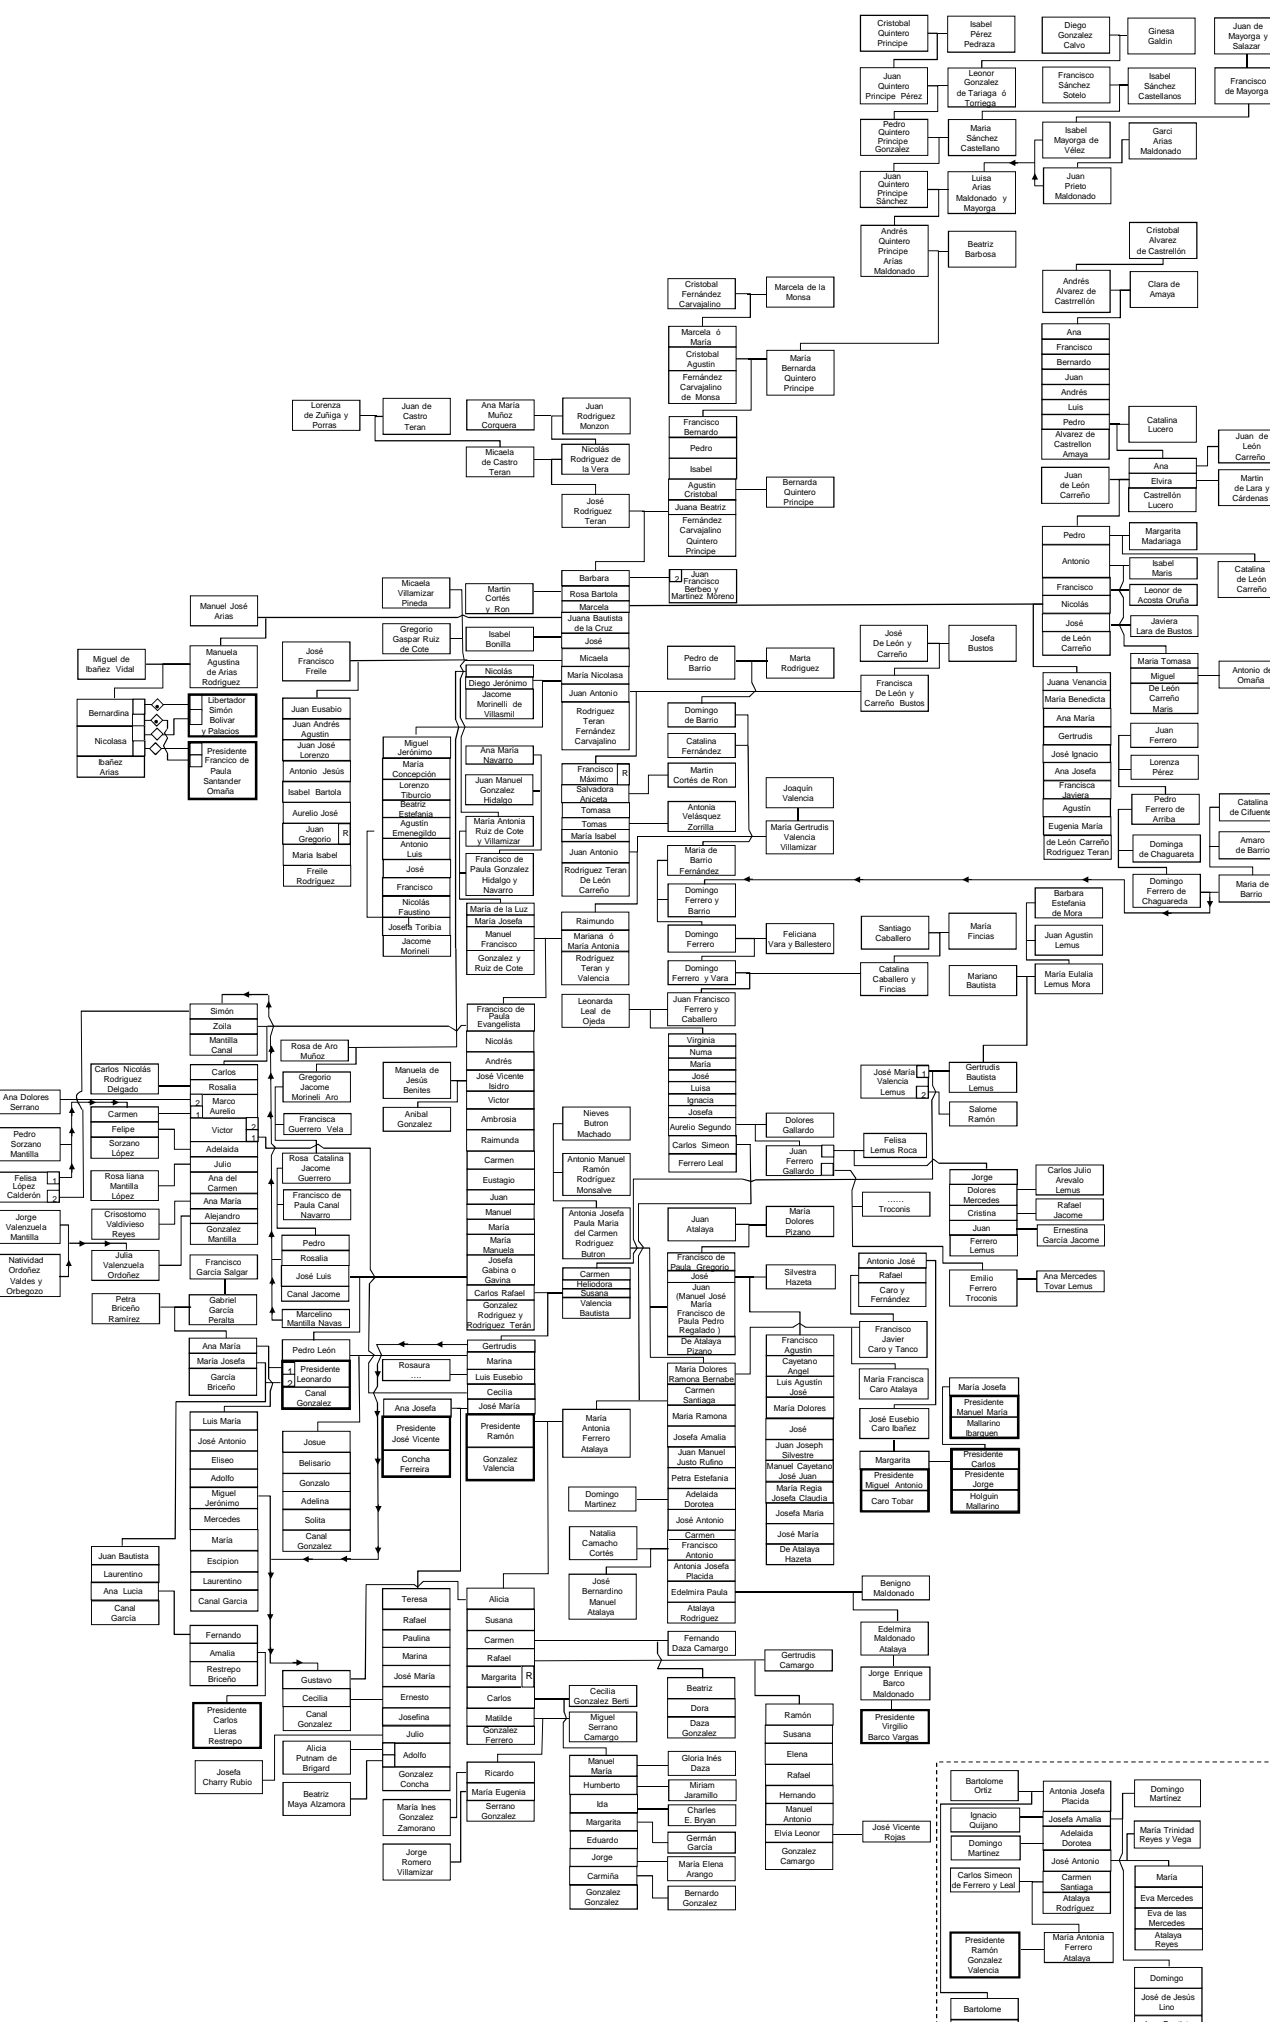 Cristobal
Quintero
Principe
Isabel
Pérez
Pedraza
Diego
Gonzalez
Calvo
Ginesa
Galdin
Juan de
Mayorga y
Salazar
Juan
Quintero
Principe Pérez
Leonor
Gonzalez
de Tariaga ó
Torriega
Francisco
Sánchez
Sotelo
Isabel
Sánchez
Castellanos
Francisco
de Mayorga
Pedro
Quintero
Principe
Gonzalez
Maria
Sánchez
Castellano
Isabel
Mayorga de
Vélez
Garci
Arias
Maldonado
Juan
Quintero
Principe
Sánchez
Luisa
Arias
Maldonado y
Mayorga
Juan
Prieto
Maldonado
Andrés
Quintero
Principe
Arías
Maldonado
Beatriz
Barbosa
Cristobal
Alvarez
de Castrellón
Cristobal
Fernández
Carvajalino
Marcela de la
Monsa
Andrés
Alvarez de
Castrrellón
Clara de
Amaya
Marcela ó
María
Cristobal
Agustin
Fernández
Carvajalino
de Monsa
María
Bernarda
Quintero
Principe
Ana
Francisco
Bernardo
Juan
Andrés
Luis
Pedro
Alvarez de
Castrellon
Amaya
Catalina
Lucero
Lorenza
de Zuñiga y
Porras
Juan de
Castro
Teran
Ana María
Muñoz
Corquera
Juan
Rodriguez
Monzon
Micaela
de Castro
Teran
Nicolás
Rodriguez de
la Vera
Francisco
Bernardo
Pedro
Isabel
Agustin
Cristobal
Juana Beatriz
Fernández
Carvajalino
Quintero
Principe
Bernarda
Quintero
Principe
José
Rodriguez
Teran
Juan
de León
Carreño
Ana
Elvira
Castrellón
Lucero
Juan de
León
Carreño
Martin
de Lara y
Cárdenas
Pedro
Antonio
Francisco
Nicolás
José
de León
Carreño
Margarita
Madariaga
Isabel
Maris
Leonor de
Acosta Oruña
Javiera
Lara de Bustos
Catalina
de León
Carreño
Micaela
Villamizar
Pineda
Martin
Cortés
y Ron
Barbara
Rosa Bartola
Marcela
Juana Bautista
de la Cruz
José
Micaela
María Nicolasa
Juan Antonio
Rodriguez
Teran
Fernández
Carvajalino
2
Juan
Francisco
Berbeo y
Martinez Moreno
Manuel José
Arias
Gregorio
Gaspar Ruiz
de Cote
Isabel
Bonilla
Miguel de
Ibañez Vidal
Manuela
Agustina
de Arias
Rodriguez
José
Francisco
Freile
Nicolás
Diego Jerónimo
Jacome
Morinelli de
Villasmil
Pedro de
Barrio
Marta
Rodriguez
José
De León y
Carreño
Josefa
Bustos
Francisca
De León y
Carreño Bustos
Maria Tomasa
Miguel
De León
Carreño
Maris
Antonio de
Omaña
Bernardina
Nicolasa
Ibañez
Arias
Libertador
Simón
Bolivar
y Palacios
Presidente
Francico de
Paula
Santander
Omaña
Juan Eusabio
Juan Andrés
Agustin
Juan José
Lorenzo
Antonio Jesús
Isabel Bartola
Aurelio José
Juan
Gregorio
R
Maria Isabel
Freile
Rodríguez
Miguel
Jerónimo
María
Concepción
Lorenzo
Tiburcio
Beatriz
Estefania
Agustín
Emenegildo
Antonio
Luis
José
Francisco
Nicolás
Faustino
Josefa Toribia
Jacome
Morineli
Ana María
Navarro
Juan Manuel
Gonzalez
Hidalgo
María Antonia
Ruiz de Cote
y Villamizar
Francisco de
Paula Gonzalez
Hidalgo y
Navarro
María de la Luz
María Josefa
Manuel
Francisco
Gonzalez y
Ruiz de Cote
Francisco
Máximo
R
Salvadora
Aniceta
Tomasa
Tomas
María Isabel
Juan Antonio
Rodriguez Teran
De León
Carreño
Domingo
de Barrio
Catalina
Fernández
Martin
Cortés de Ron
Antonia
Velásquez
Zorrilla
Joaquín
Valencia
María Gertrudis
Valencia
Villamizar
Maria de
Barrio
Fernández
Domingo
Ferrero y
Barrio
Juana Venancia
María Benedicta
Ana María
Gertrudis
José Ignacio
Ana Josefa
Francisca
Javiera
Agustín
Eugenia María
de León Carreño
Rodriguez Teran
Juan
Ferrero
Lorenza
Pérez
Pedro
Ferrero de
Arriba
Dominga
de Chaguareta
Domingo
Ferrero de
Chaguareda
Catalina
de Cifuente
Amaro
de Barrio
Maria de
Barrio
Raimundo
Mariana ó
María Antonia
Rodríguez
Teran y
Valencia
Domingo
Ferrero
Feliciana
Vara y Ballestero
Santiago
Caballero
María
Fincias
Barbara
Estefania
de Mora
Juan Agustin
Lemus
Domingo
Ferrero y Vara
Catalina
Caballero y
Fincias
Mariano
Bautista
María Eulalia
Lemus Mora
Leonarda
Leal de
Ojeda
Juan Francisco
Ferrero y
Caballero
Simón
Zoila
Mantilla
Canal
Rosa de Aro
Muñoz
Francisco de
Paula
Evangelista
Nicolás
Andrés
José Vicente
Isidro
Victor
Ambrosia
Raimunda
Carmen
Eustagio
Juan
Manuel
María
María
Manuela
Josefa
Gabina o
Gavina
Carlos Rafael
Gonzalez
Rodriguez y
Rodriguez Terán
Virginia
Numa
María
José
Luisa
Ignacia
Josefa
Aurelio Segundo
Carlos Simeon
Ferrero Leal
Carlos Nicolás
Rodriguez
Delgado
Carlos
Rosalia
Marco
Aurelio
2
1
Victor
2
1
Adelaida
Julio
Ana del
Carmen
Ana María
Alejandro
Gonzalez
Mantilla
Gregorio
Jacome
Morineli Aro
Francisca
Guerrero Vela
Manuela de
Jesús
Benites
Anibal
Gonzalez
José María
Valencia
Lemus
1
2
Gertrudis
Bautista
Lemus
Salome
Ramón
Ana Dolores
Serrano
Carmen
Felipe
Sorzano
López
Pedro
Sorzano
Mantilla
Nieves
Butron
Machado
Dolores
Gallardo
Juan
Ferrero
Gallardo
Felisa
Lemus Roca
Felisa
López
Calderón
1
2
Rosa liana
Mantilla
López
Rosa Catalina
Jacome
Guerrero
Francisco de
Paula Canal
Navarro
Antonio Manuel
Ramón
Rodríguez
Monsalve
......
Troconis
Jorge
Dolores
Mercedes
Cristina
Juan
Ferrero
Lemus
Carlos Julio
Arevalo
Lemus
Rafael
Jacome
Ernestina
García Jacome
Jorge
Valenzuela
Mantilla
Crisostomo
Valdivieso
Reyes
Julia
Valenzuela
Ordoñez
Natividad
Ordoñez
Valdes y
Orbegozo
Pedro
Rosalia
José Luis
Canal Jacome
Antonia Josefa
Paula Maria
del Carmen
Rodriguez
Butron
Juan
Atalaya
María
Dolores
Pizano
Francisco de
Paula Gregorio
José
Juan
(Manuel José
María
Francisco de
Paula Pedro
Regalado )
De Atalaya
Pizano
Silvestra
Hazeta
Antonio José
Rafael
Caro y
Fernández
Emilio
Ferrero
Troconis
Ana Mercedes
Tovar Lemus
Francisco
García Salgar
Petra
Briceño
Ramírez
Gabriel
García
Peralta
Marcelino
Mantilla Navas
Carmen
Heliodora
Susana
Valencia
Bautista
Francisco
Javier
Caro y Tanco
Ana María
María Josefa
García
Briceño
Pedro León
1
2
Presidente
Leonardo
Canal
Gonzalez
Rosaura
....
Gertrudis
Marina
Luis Eusebio
Cecilia
José María
Presidente
Ramón
Gonzalez
Valencia
Ana Josefa
Presidente
José Vicente
Concha
Ferreira
María
Antonia
Ferrero
Atalaya
María Dolores
Ramona Bernabe
Carmen
Santiaga
Maria Ramona
Josefa Amalia
Juan Manuel
Justo Rufino
Petra Estefanía
Adelaida
Dorotea
José Antonio
Carmen
Francisco
Antonio
Antonia Josefa
Placida
Edelmira Paula
Atalaya
Rodriguez
Francisco
Agustin
Cayetano
Angel
Luis Agustín
José
María Dolores
José
Juan Joseph
Silvestre
Manuel Cayetano
José Juan
María Regia
Josefa Claudia
Josefa Maria
José María
De Atalaya
Hazeta
María Francisca
Caro Atalaya
José Eusebio
Caro Ibañez
Margarita
Presidente
Miguel Antonio
Caro Tobar
María Josefa
Presidente
Manuel María
Mallarino
Ibarguen
Presidente
Carlos
Presidente
Jorge
Holguin
Mallarino
Luis María
José Antonio
Eliseo
Adolfo
Miguel
Jerónimo
Mercedes
María
Escipion
Laurentino
Canal Garcia
Josue
Belisario
Gonzalo
Adelina
Solita
Canal
Gonzalez
Domingo
Martinez
Natalia
Camacho
Cortés
José
Bernardino
Manuel
Atalaya
Juan Bautista
Laurentino
Ana Lucia
Canal
García
Fernando
Amalia
Restrepo
Briceño
Presidente
Carlos
Lleras
Restrepo
Teresa
Rafael
Paulina
Marina
José María
Ernesto
Josefina
Julio
Adolfo
Gonzalez
Concha
Alicia
Susana
Carmen
Rafael
Margarita
R
Carlos
Matilde
Gonzalez
Ferrero
Benigno
Maldonado
Edelmira
Maldonado
Atalaya
Jorge Enrique
Barco
Maldonado
Presidente
Virgilio
Barco Vargas
Gustavo
Cecilia
Canal
Gonzalez
Fernando
Daza Camargo
Gertrudis
Camargo
Cecilia
Gonzalez Berti
Miguel
Serrano
Camargo
Beatriz
Dora
Daza
Gonzalez
Ramón
Susana
Elena
Rafael
Hernando
Manuel
Antonio
Elvia Leonor
Gonzalez
Camargo
José Vicente
Rojas
Josefa
Charry Rubio
Alicia
Putnam de
Brigard
Beatriz
Maya Alzamora
Ricardo
María Eugenia
Serrano
Gonzalez
María Ines
Gonzalez
Zamorano
Jorge
Romero
Villamizar
Manuel
María
Humberto
Ida
Margarita
Eduardo
Jorge
Carmiña
Gonzalez
Gonzalez
Gloria Inés
Daza
Miriam
Jaramillo
Charles
E. Bryan
Germán
García
María Elena
Arango
Bernardo
Gonzalez
Bartolome
Ortiz
Ignacio
Quijano
Domingo
Martinez
Carlos Simeon
de Ferrero y Leal
Antonia Josefa
Placida
Josefa Amalia
Adelaida
Dorotea
José Antonio
Carmen
Santiaga
Atalaya
Rodríguez
Domingo
Martínez
María Trinidad
Reyes y Vega
María
Eva Mercedes
Eva de las
Mercedes
Atalaya
Reyes
Presidente
Ramón
Gonzalez
Valencia
María Antonia
Ferrero
Atalaya
Bartolome
Domingo
José de Jesús
Lino